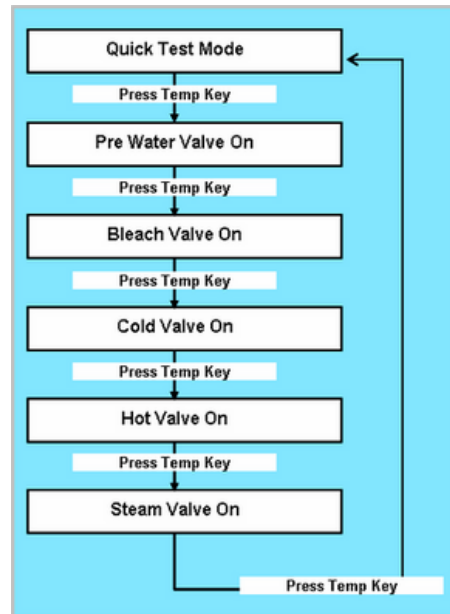 Quick Test Mode
Press Temp Key
Pre Water Valve On
Press Temp Key
Bleach Valve On
Press Temp Key
Cold Valve On
Press Temp Key
Hot Valve On
Press Temp Key
Steam Valve On
Press Temp Key